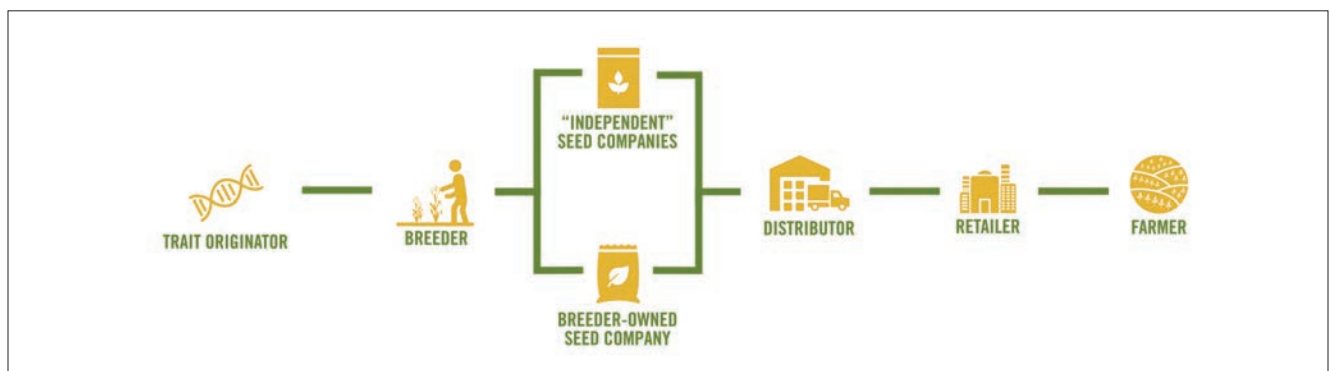 TRAIT ORIGINATOR
BREEDER
“INDEPENDENT”
SEED COMPANIES
BREEDER-OWNED
SEED COMPANY
DISTRIBUTOR
RETAILER
FARMER